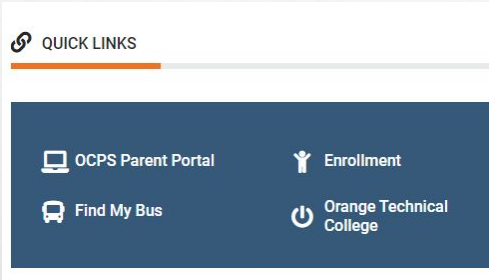 QUICK LINKS
OCPS Parent Portal
Enrollment
Find My Bus
Orange Technical
College